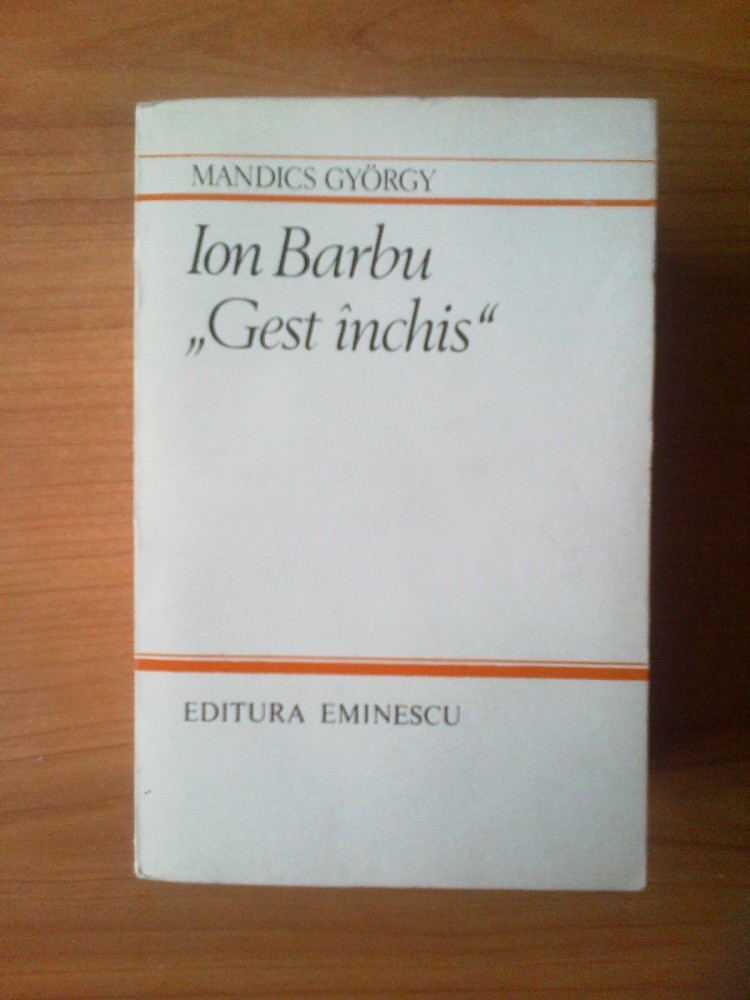 MANDICS GYÖRGY
Ion Barbu
„Gest închis“
EDITURA EMINESCU